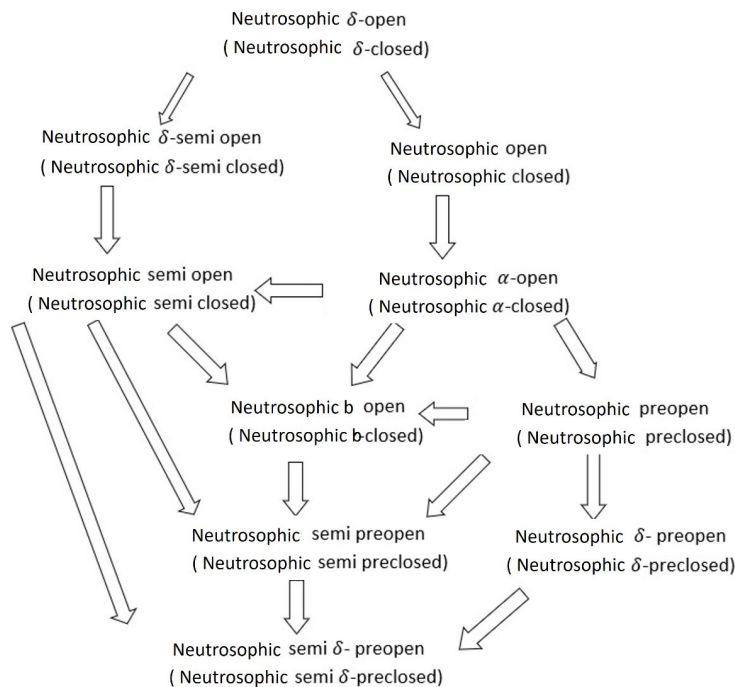 Neutrosophic δ-open
( Neutrosophic δ-closed)
Neutrosophic δ-semi open
( Neutrosophic δ-semi closed)
Neutrosophic open
( Neutrosophic closed)
Neutrosophic semi open
( Neutrosophic semi closed)
Neutrosophic α-open
( Neutrosophic α-closed)
Neutrosophic b open
( Neutrosophic b-closed)
Neutrosophic preopen
( Neutrosophic preclosed)
Neutrosophic semi preopen
( Neutrosophic semi preclosed)
Neutrosophic δ- preopen
( Neutrosophic δ-preclosed)
Neutrosophic semi δ- preopen
( Neutrosophic semi δ-preclosed)